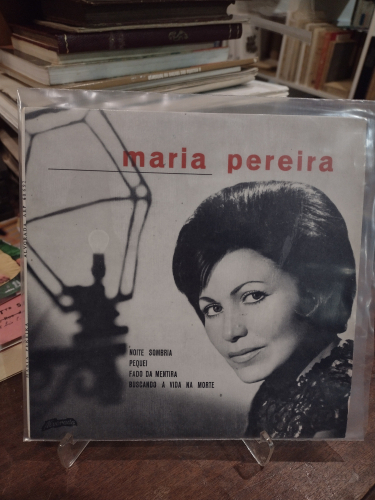 maria pereira
NOITE SOMBRIA
PEQUEI
FADO DA MENTIRA
BUSCANDO A VIDA NA MORTE